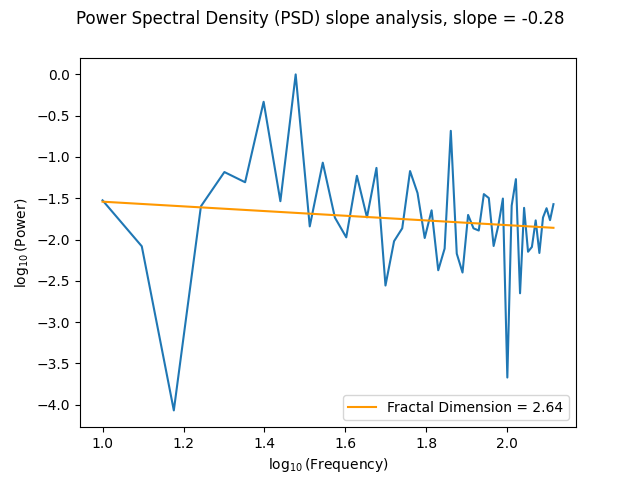 Power Spectral Density (PSD) slope analysis, slope = -0.28
0.0
−0.5
−1.0
−1.5
−2.0
−2.5
−3.0
−3.5
−4.0
log₁₀(Power)
Fractal Dimension = 2.64
1.0 1.2 1.4 1.6 1.8 2.0
log₁₀(Frequency)